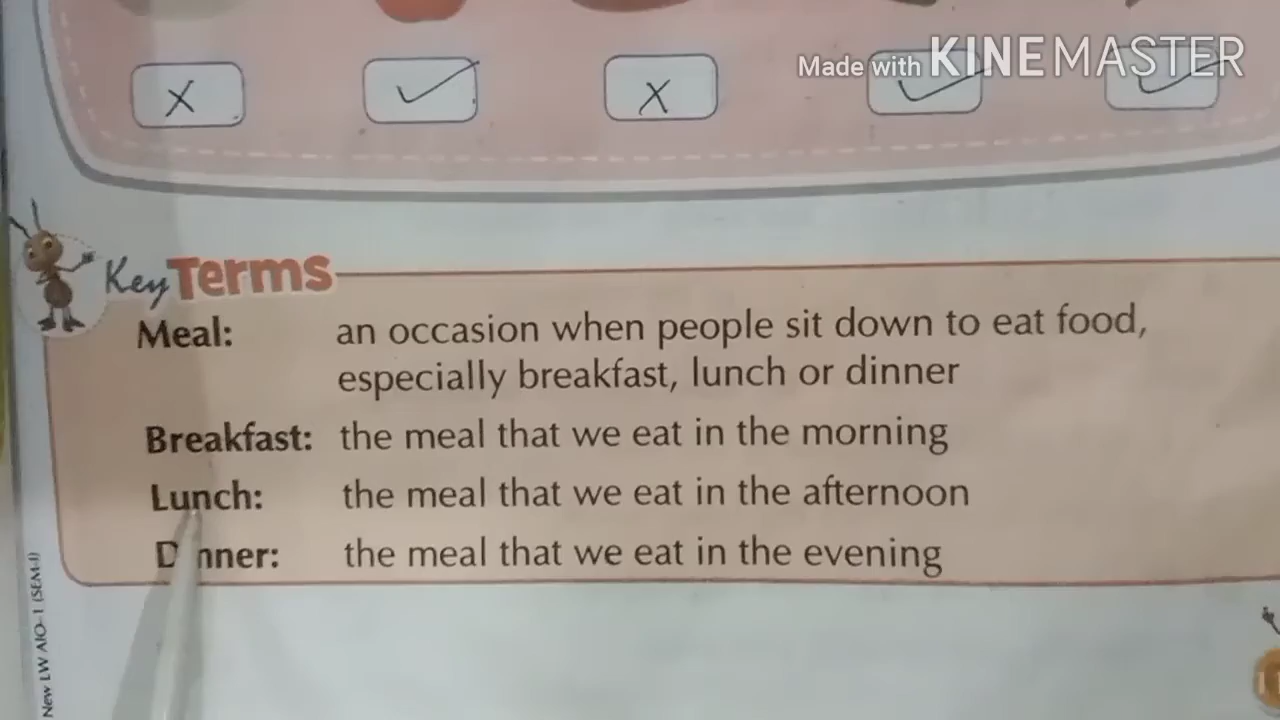 Made with KINEMASTER
Key Terms
Meal: an occasion when people sit down to eat food,
especially breakfast, lunch or dinner
Breakfast: the meal that we eat in the morning
Lunch: the meal that we eat in the afternoon
Dinner: the meal that we eat in the evening
New LW AIO-1 (SEM-I)